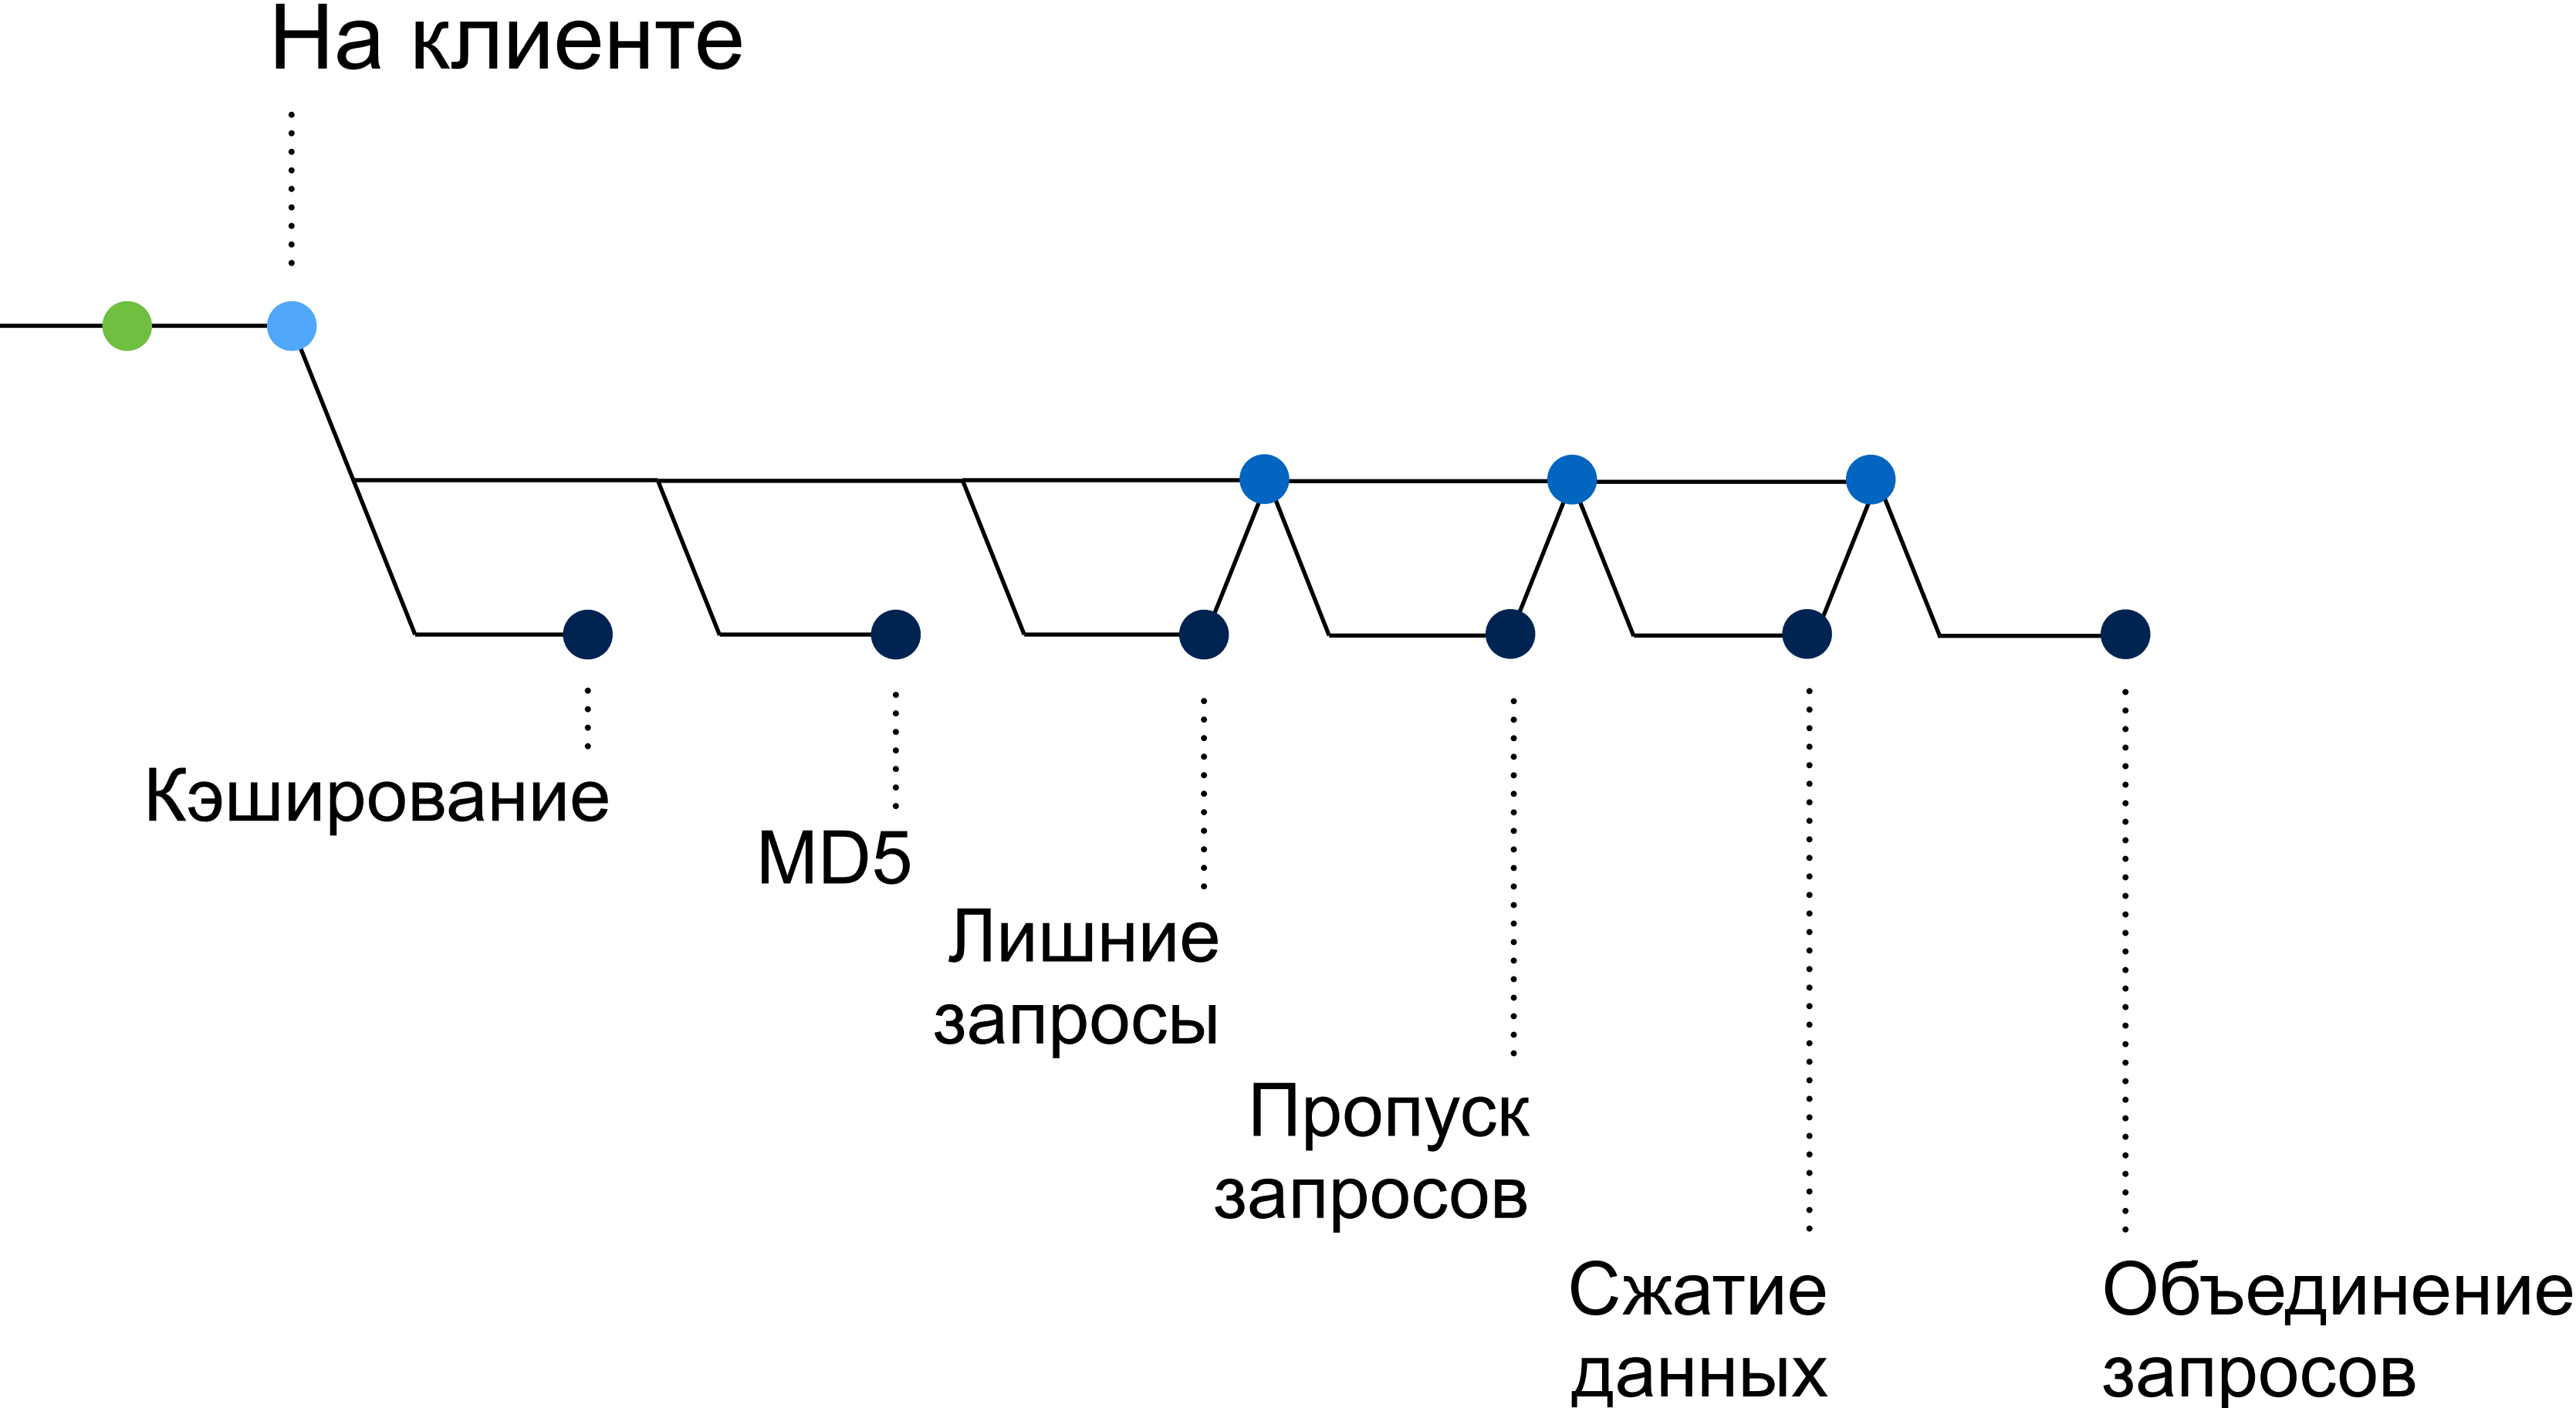 На клиенте
Кэширование
MD5
Лишние
запросы
Пропуск
запросов
Сжатие
данных
Объединение
запросов